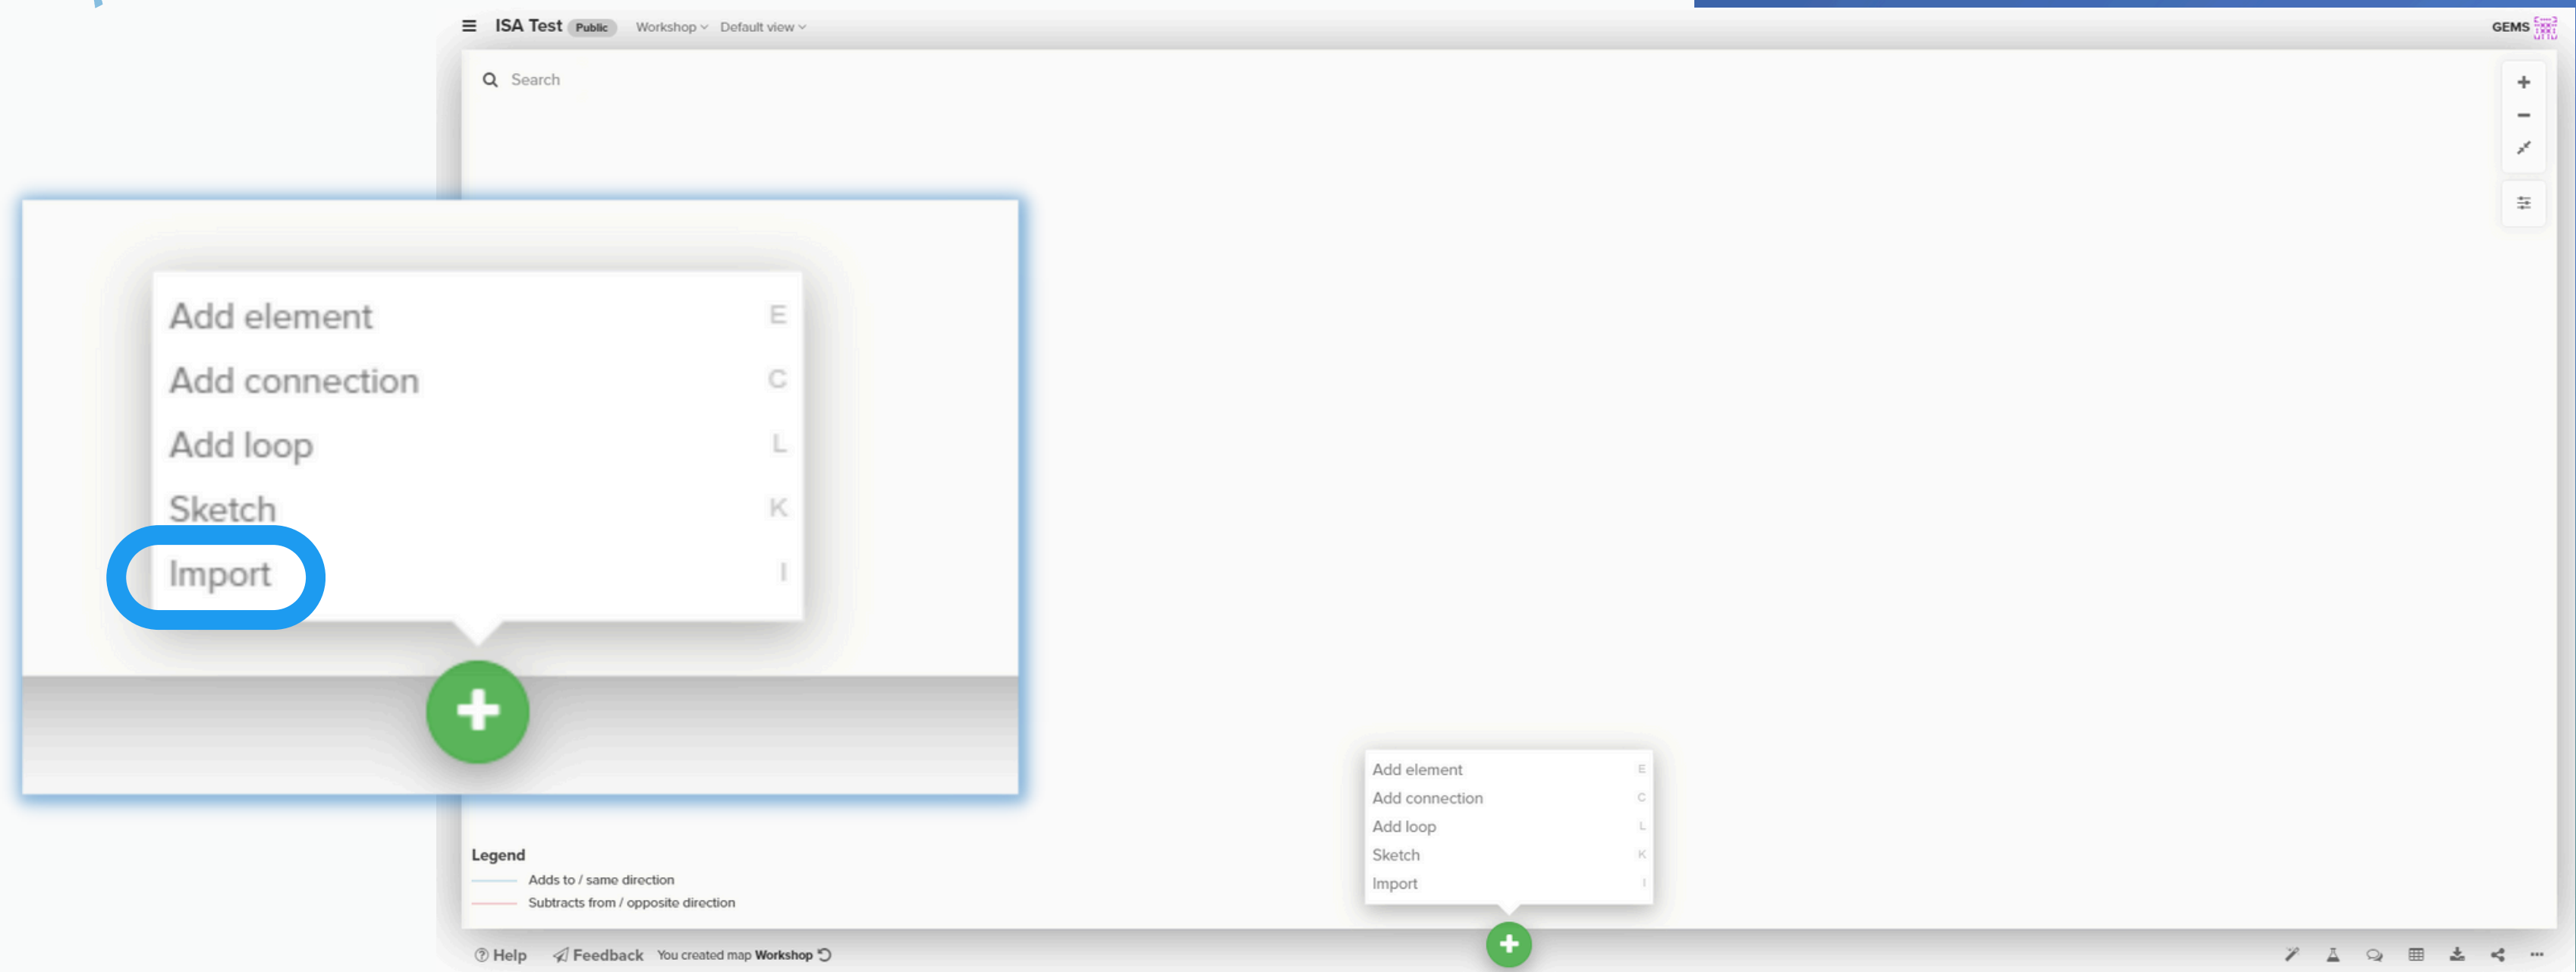 ISA Test Public Workshop Default view GEMS
Search
Add element E
Add connection C
Add loop L
Sketch K
Import I
Add element E
Add connection C
Add loop L
Sketch K
Import I
Legend
Adds to / same direction
Subtracts from / opposite direction
Help Feedback You created map Workshop